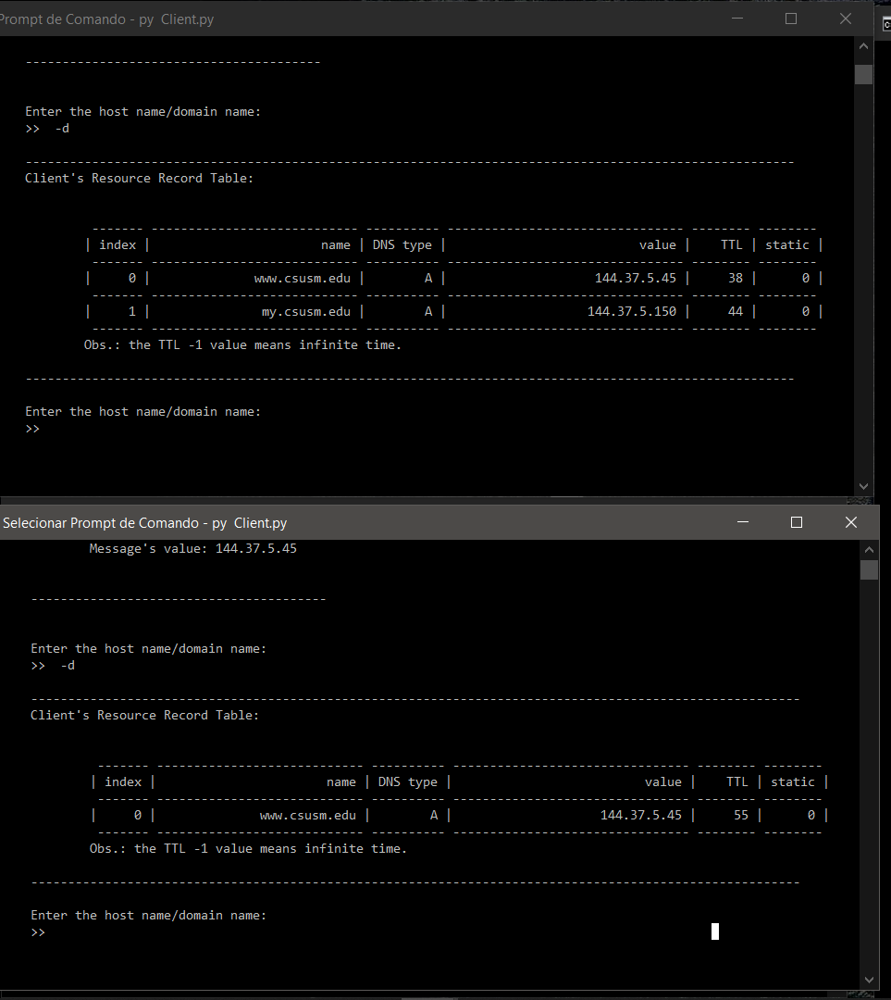 Prompt de Comando - py  Client.py
----------------------------------------
Enter the host name/domain name:
>>  -d
--------------------------------------------------------------------------------------------------------
Client's Resource Record Table:
------- ---------------------------- ---------- -------------------------------- -------- --------
| index |                       name | DNS type |                          value |    TTL | static |
------- ---------------------------- ---------- -------------------------------- -------- --------
|     0 |              www.csusm.edu |        A |                    144.37.5.45 |     38 |      0 |
------- ---------------------------- ---------- -------------------------------- -------- --------
|     1 |               my.csusm.edu |        A |                   144.37.5.150 |     44 |      0 |
------- ---------------------------- ---------- -------------------------------- -------- --------
Obs.: the TTL -1 value means infinite time.
--------------------------------------------------------------------------------------------------------
Enter the host name/domain name:
>>
Selecionar Prompt de Comando - py  Client.py
Message's value: 144.37.5.45
----------------------------------------
Enter the host name/domain name:
>>  -d
--------------------------------------------------------------------------------------------------------
Client's Resource Record Table:
------- ---------------------------- ---------- -------------------------------- -------- --------
| index |                       name | DNS type |                          value |    TTL | static |
------- ---------------------------- ---------- -------------------------------- -------- --------
|     0 |              www.csusm.edu |        A |                    144.37.5.45 |     55 |      0 |
------- ---------------------------- ---------- -------------------------------- -------- --------
Obs.: the TTL -1 value means infinite time.
--------------------------------------------------------------------------------------------------------
Enter the host name/domain name:
>>